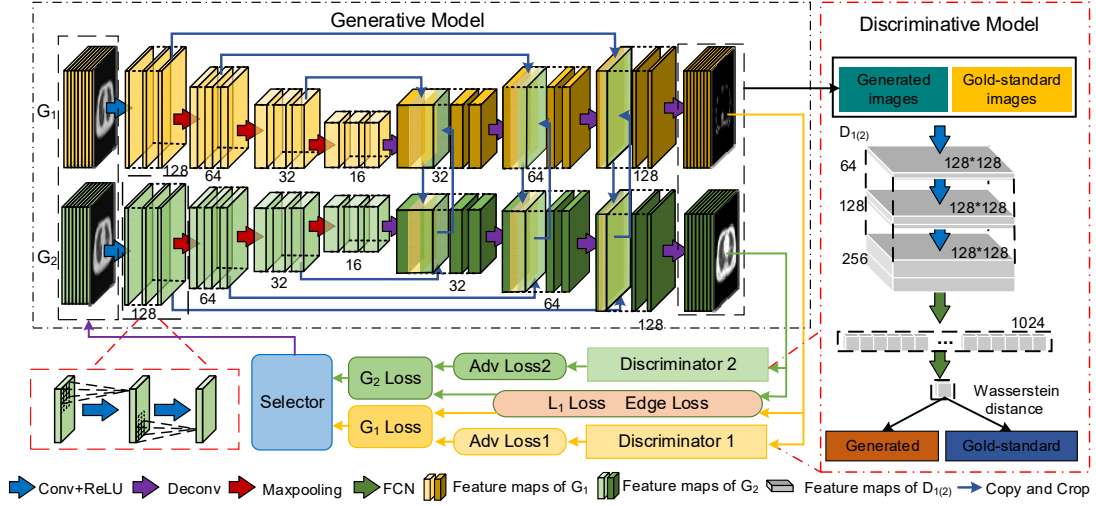 Generative Model
Discriminative Model
G1
128
64
32
16
32
64
128
G2
128
64
32
16
32
64
128
Generated images
Gold-standard images
D1(2)
64
128*128
128
128*128
256
128*128
1024
...
Wasserstein distance
Generated
Gold-standard
Selector
G2 Loss
Adv Loss2
Discriminator 2
L1 Loss Edge Loss
G1 Loss
Adv Loss1
Discriminator 1
Conv+ReLU
Deconv
Maxpooling
FCN
Feature maps of G1
Feature maps of G2
Feature maps of D1(2)
Copy and Crop